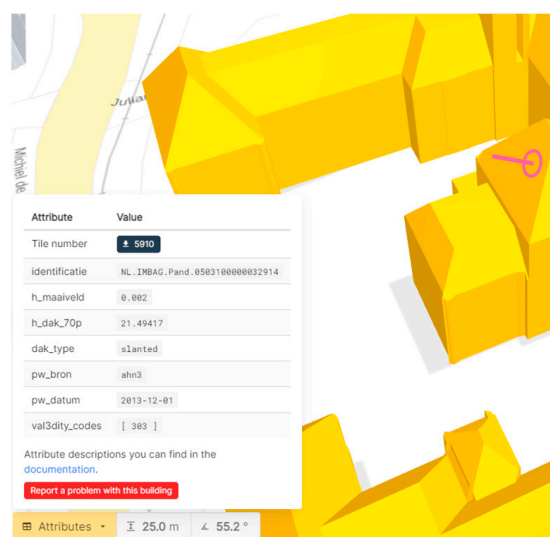 Julian
Michiel de
Attribute Value
Tile number 5910
identificatie NL.IMBAG.Pand.0503100000032914
h_maaiveld 0.002
h_dak_70p 21.49417
dak_type slanted
pw_bron ahn3
pw_datum 2013-12-01
val3dity_codes [ 303 ]
Attribute descriptions you can find in the
documentation.
Report a problem with this building
Attributes 25.0 m 55.2 °